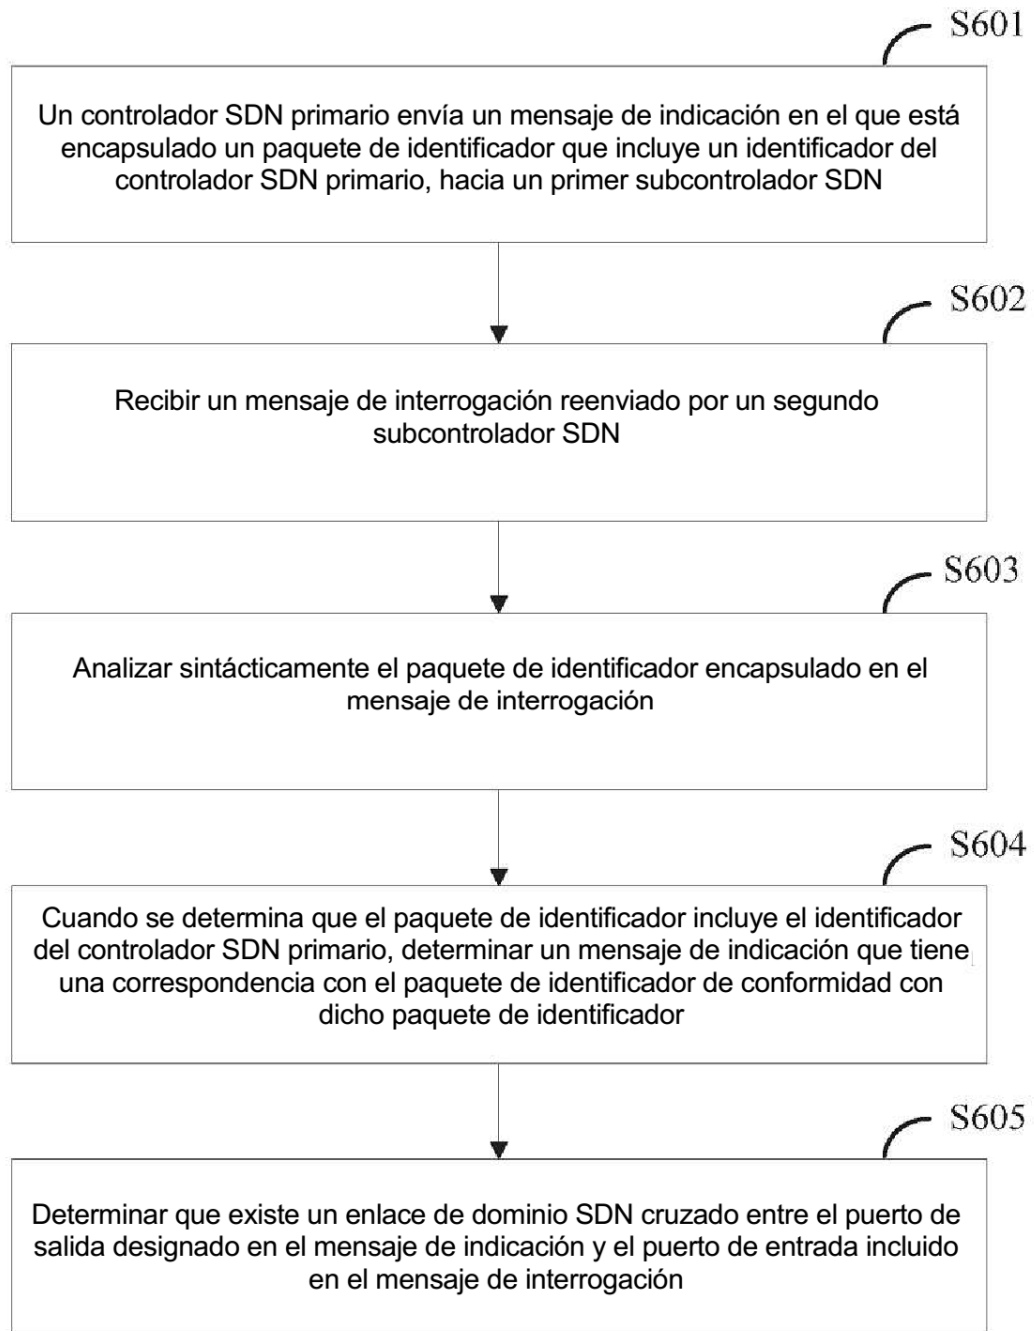 S601
Un controlador SDN primario envía un mensaje de indicación en el que está
encapsulado un paquete de identificador que incluye un identificador del
controlador SDN primario, hacia un primer subcontrolador SDN
S602
Recibir un mensaje de interrogación reenviado por un segundo
subcontrolador SDN
S603
Analizar sintácticamente el paquete de identificador encapsulado en el
mensaje de interrogación
S604
Cuando se determina que el paquete de identificador incluye el identificador
del controlador SDN primario, determinar un mensaje de indicación que tiene
una correspondencia con el paquete de identificador de conformidad con
dicho paquete de identificador
S605
Determinar que existe un enlace de dominio SDN cruzado entre el puerto de
salida designado en el mensaje de indicación y el puerto de entrada incluido
en el mensaje de interrogación